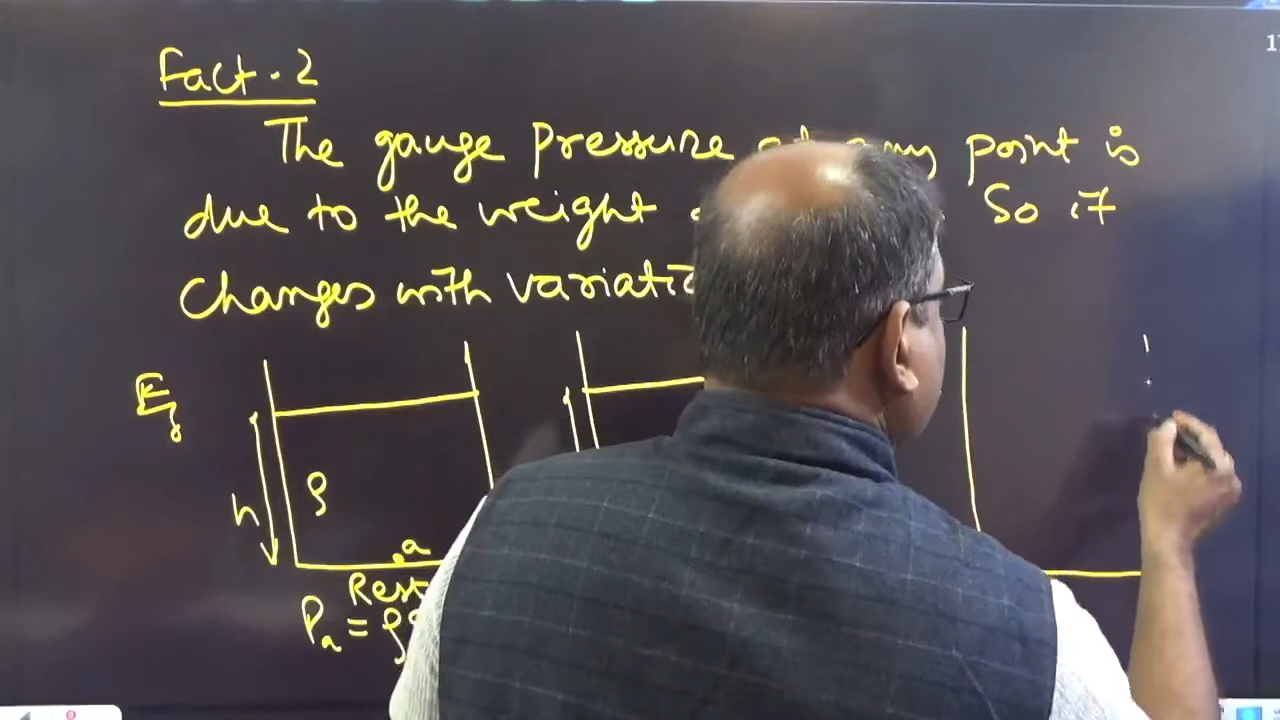 Fact. 2
The gauge pressure at any point is
due to the weight So it
changes with
Eg
h ρ a
Rest
Pa = ρg